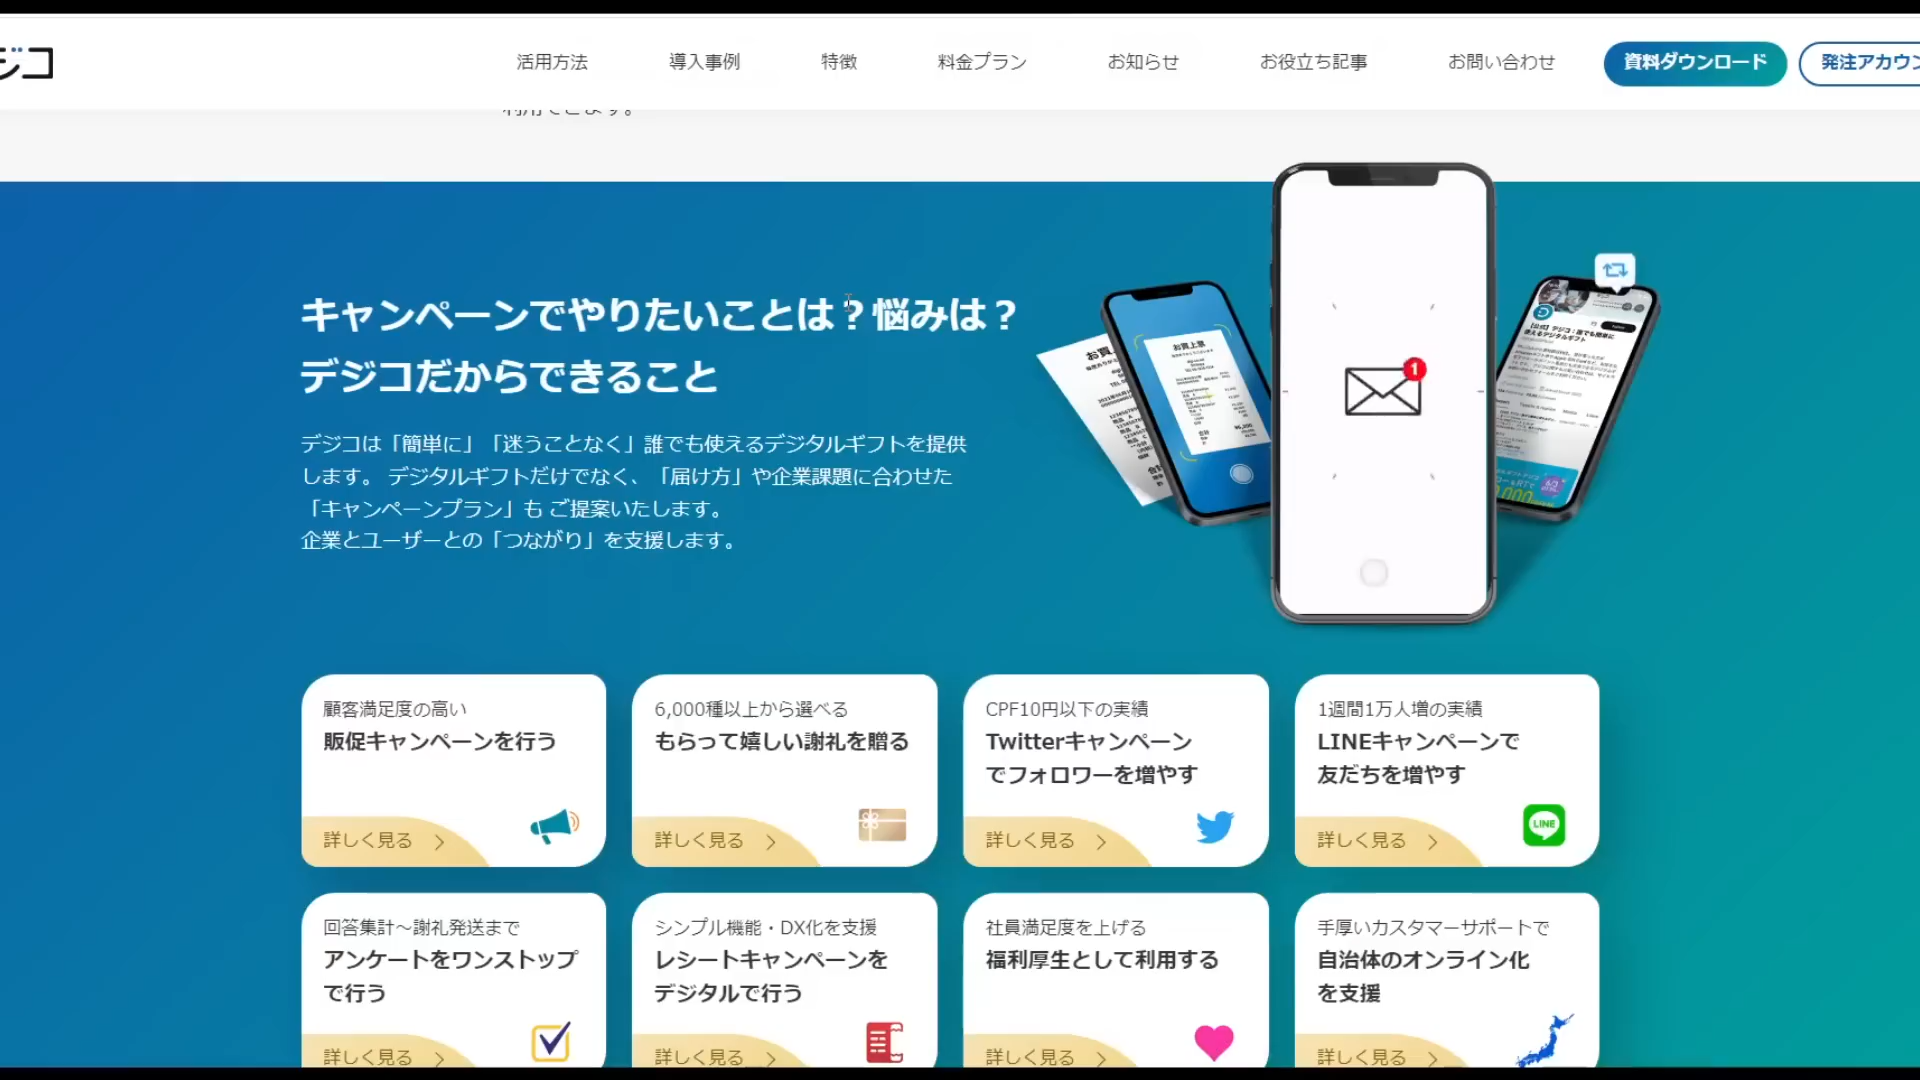 デジコ
活用方法
導入事例
特徴
料金プラン
お知らせ
お役立ち記事
お問い合わせ
資料ダウンロード
発注アカウン
キャンペーンでやりたいことは？悩みは？
デジコだからできること
デジコは「簡単に」「迷うことなく」誰でも使えるデジタルギフトを提供
します。 デジタルギフトだけでなく、「届け方」や企業課題に合わせた
「キャンペーンプラン」も ご提案いたします。
企業とユーザーとの「つながり」を支援します。
お買上票
1
顧客満足度の高い
販促キャンペーンを行う
詳しく見る
6,000種以上から選べる
もらって嬉しい謝礼を贈る
詳しく見る
CPF10円以下の実績
Twitterキャンペーン
でフォロワーを増やす
詳しく見る
1週間1万人増の実績
LINEキャンペーンで
友だちを増やす
LINE
詳しく見る
回答集計～謝礼発送まで
アンケートをワンストップ
で行う
詳しく見る
シンプル機能・DX化を支援
レシートキャンペーンを
デジタルで行う
詳しく見る
社員満足度を上げる
福利厚生として利用する
詳しく見る
手厚いカスタマーサポートで
自治体のオンライン化
を支援
詳しく見る